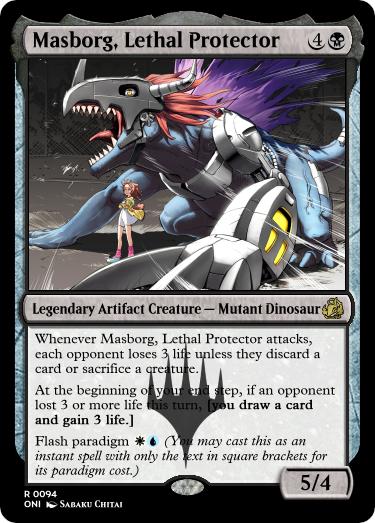 Masborg, Lethal Protector 4
Legendary Artifact Creature — Mutant Dinosaur
Whenever Masborg, Lethal Protector attacks,
each opponent loses 3 life unless they discard a
card or sacrifice a creature.
At the beginning of your end step, if an opponent
lost 3 or more life this turn, [you draw a card
and gain 3 life.]
Flash paradigm (You may cast this as an
instant spell with only the text in square brackets for
its paradigm cost.)
5/4
R 0094
ONI Sabaku Chitai